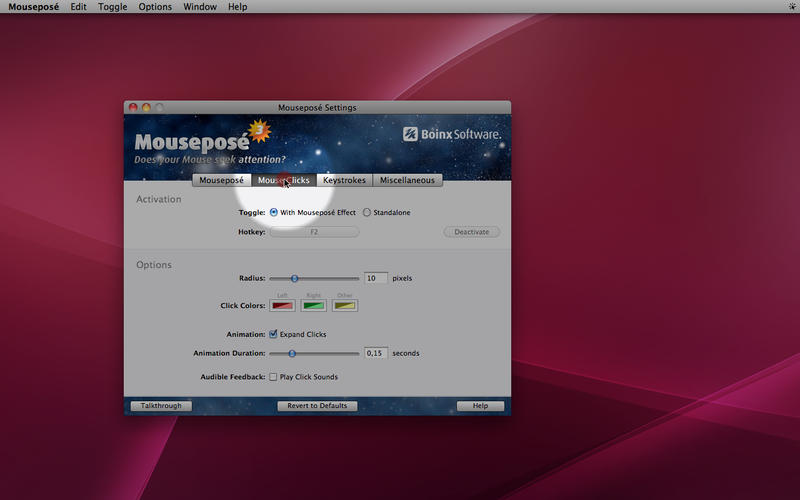 Mouseposé Edit Toggle Options Window Help
Mouseposé Settings
Mouseposé 3
Boinx Software.
Does your Mouse seek attention?
Mouseposé Mouse Clicks Keystrokes Miscellaneous
Activation
Toggle: With Mouseposé Effect Standalone
Hotkey: F2 Deactivate
Options
Radius: 10 pixels
Left Right Other
Click Colors:
Animation: Expand Clicks
Animation Duration: 0,15 seconds
Audible Feedback: Play Click Sounds
Talkthrough Revert to Defaults Help